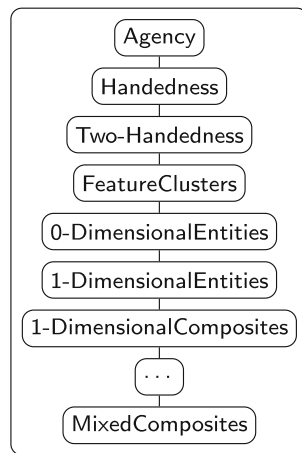 Agency
Handedness
Two-Handedness
FeatureClusters
0-DimensionalEntities
1-DimensionalEntities
1-DimensionalComposites
...
MixedComposites